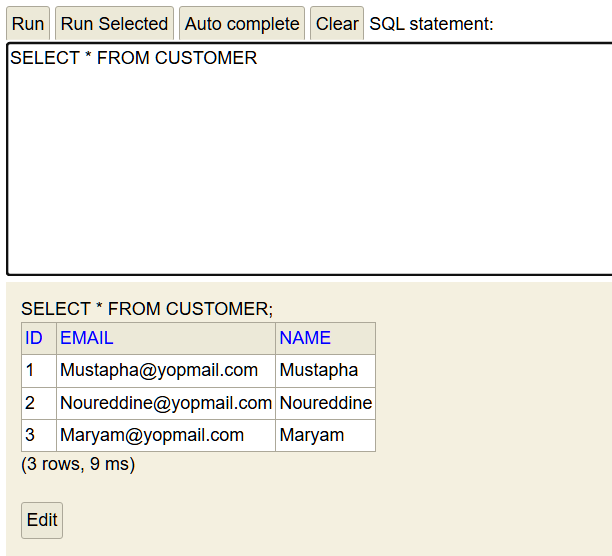 Run Run Selected Auto complete Clear SQL statement:
SELECT * FROM CUSTOMER
SELECT * FROM CUSTOMER;
ID EMAIL NAME
1 Mustapha@yopmail.com Mustapha
2 Noureddine@yopmail.com Noureddine
3 Maryam@yopmail.com Maryam
(3 rows, 9 ms)
Edit